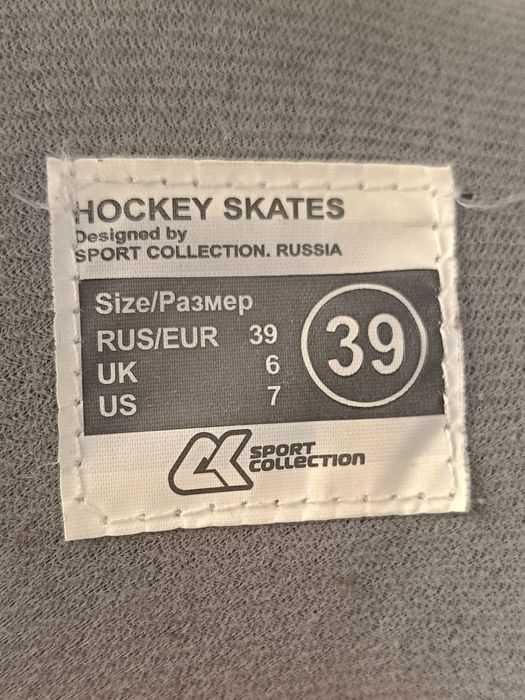 HOCKEY SKATES
Designed by
SPORT COLLECTION. RUSSIA
Size/Размер
RUS/EUR 39
UK 6
US 7
39
SPORT
COLLECTION